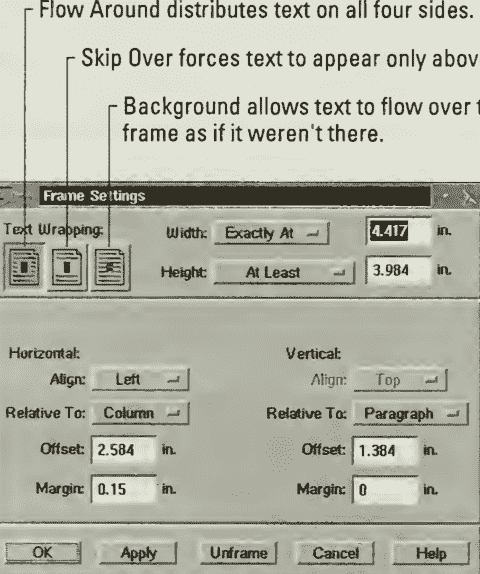 Flow Around distributes text on all four sides.
Skip Over forces text to appear only
Background allows text to flow over
frame as if it weren't there.
Frame Settings
Text Wrapping:
Width: Exactly At 4.417 in.
Height: At Least 3.984 in.
Horizontal: Vertical:
Align: Left Align: Top
Relative To: Column Relative To: Paragraph
Offset: 2.584 in. Offset: 1.384 in.
Margin: 0.15 in. Margin: 0 in.
OK Apply Unframe Cancel Help